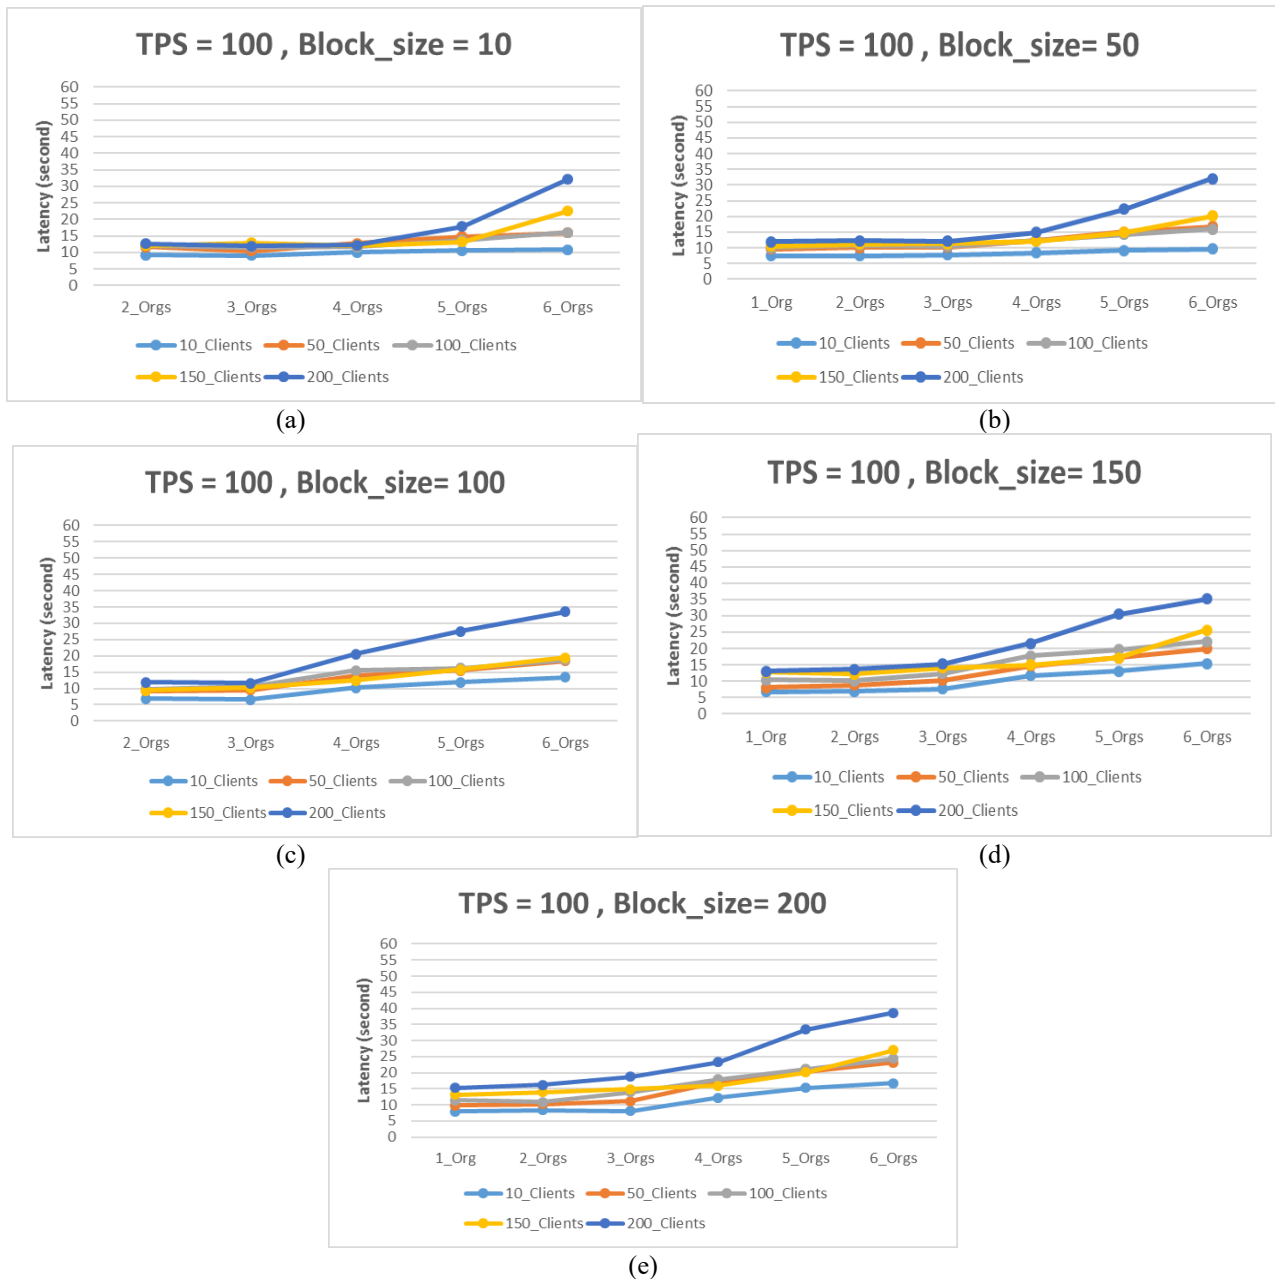 TPS = 100 , Block_size = 10
Latency (second)
60
55
50
45
40
35
30
25
20
15
10
5
0
2_Orgs 3_Orgs 4_Orgs 5_Orgs 6_Orgs
10_Clients 50_Clients 100_Clients
150_Clients 200_Clients
(a)
TPS = 100 , Block_size= 50
Latency (second)
60
55
50
45
40
35
30
25
20
15
10
5
0
1_Org 2_Orgs 3_Orgs 4_Orgs 5_Orgs 6_Orgs
10_Clients 50_Clients 100_Clients
150_Clients 200_Clients
(b)
TPS = 100 , Block_size= 100
Latency (second)
60
55
50
45
40
35
30
25
20
15
10
5
0
2_Orgs 3_Orgs 4_Orgs 5_Orgs 6_Orgs
10_Clients 50_Clients 100_Clients
150_Clients 200_Clients
(c)
TPS = 100 , Block_size= 150
Latency (second)
60
55
50
45
40
35
30
25
20
15
10
5
0
1_Org 2_Orgs 3_Orgs 4_Orgs 5_Orgs 6_Orgs
10_Clients 50_Clients 100_Clients
150_Clients 200_Clients
(d)
TPS = 100 , Block_size= 200
Latency (second)
60
55
50
45
40
35
30
25
20
15
10
5
0
1_Org 2_Orgs 3_Orgs 4_Orgs 5_Orgs 6_Orgs
10_Clients 50_Clients 100_Clients
150_Clients 200_Clients
(e)